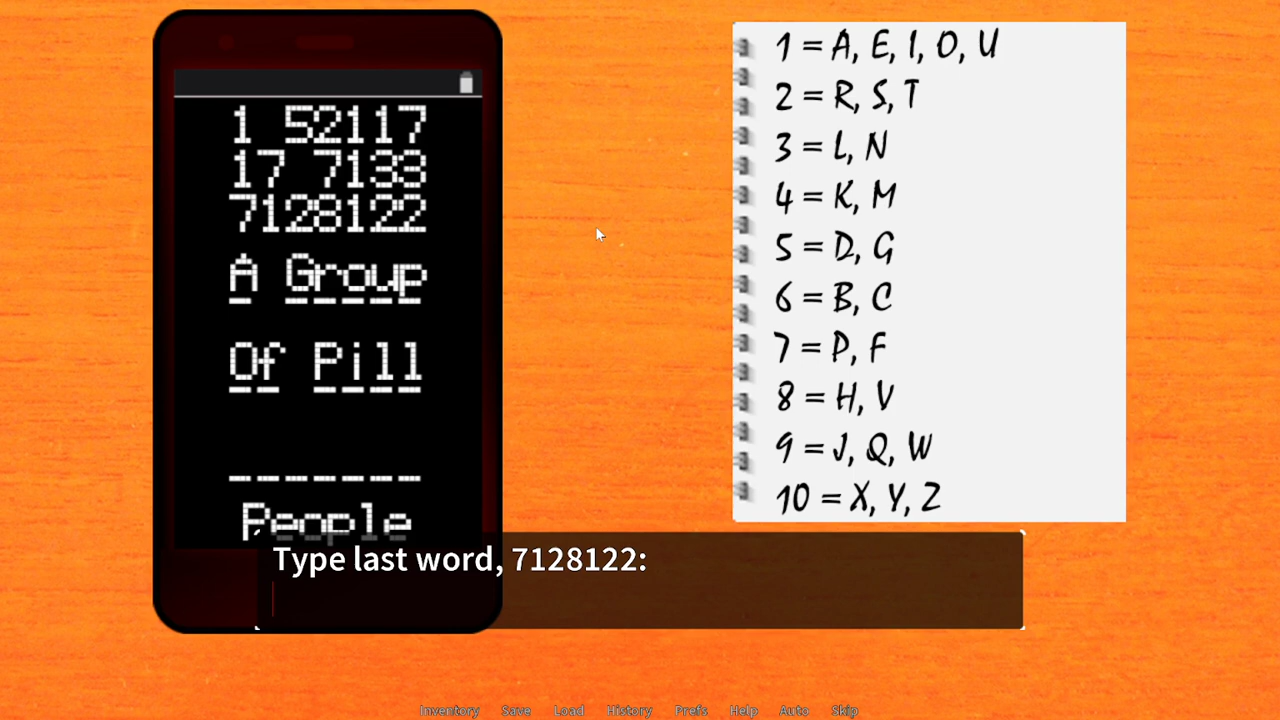 1 52117
17 7133
7128122
A Group
Of Pill
_______
People
1 = A, E, I, O, U
2 = R, S, T
3 = L, N
4 = K, M
5 = D, G
6 = B, C
7 = P, F
8 = H, V
9 = J, Q, W
10 = X, Y, Z
Type last word, 7128122:
Inventory Save Load History Prefs Help Auto Skip